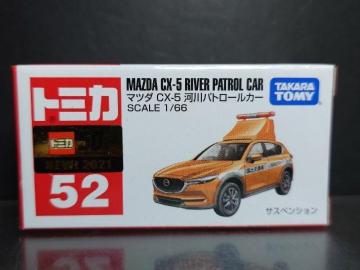 MAZDA CX-5 RIVER PATROL CAR
マツダ CX-5 河川パトロールカー
SCALE 1/66
TAKARA
TOMY
トミカ
トミカ
2021
52
サスペンション